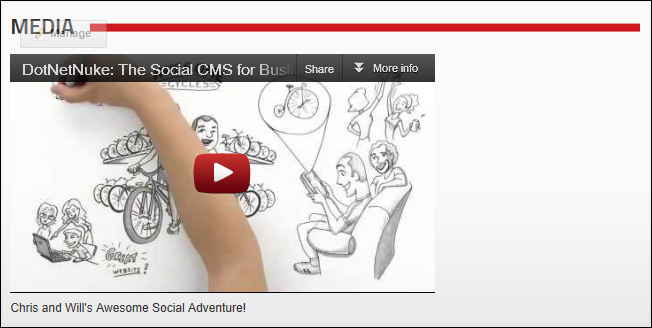 MEDIA
Manage
DotNetNuke: The Social CMS for Busi
Share
More info
CYCLES
GREAT
WEBSITE!
Chris and Will's Awesome Social Adventure!